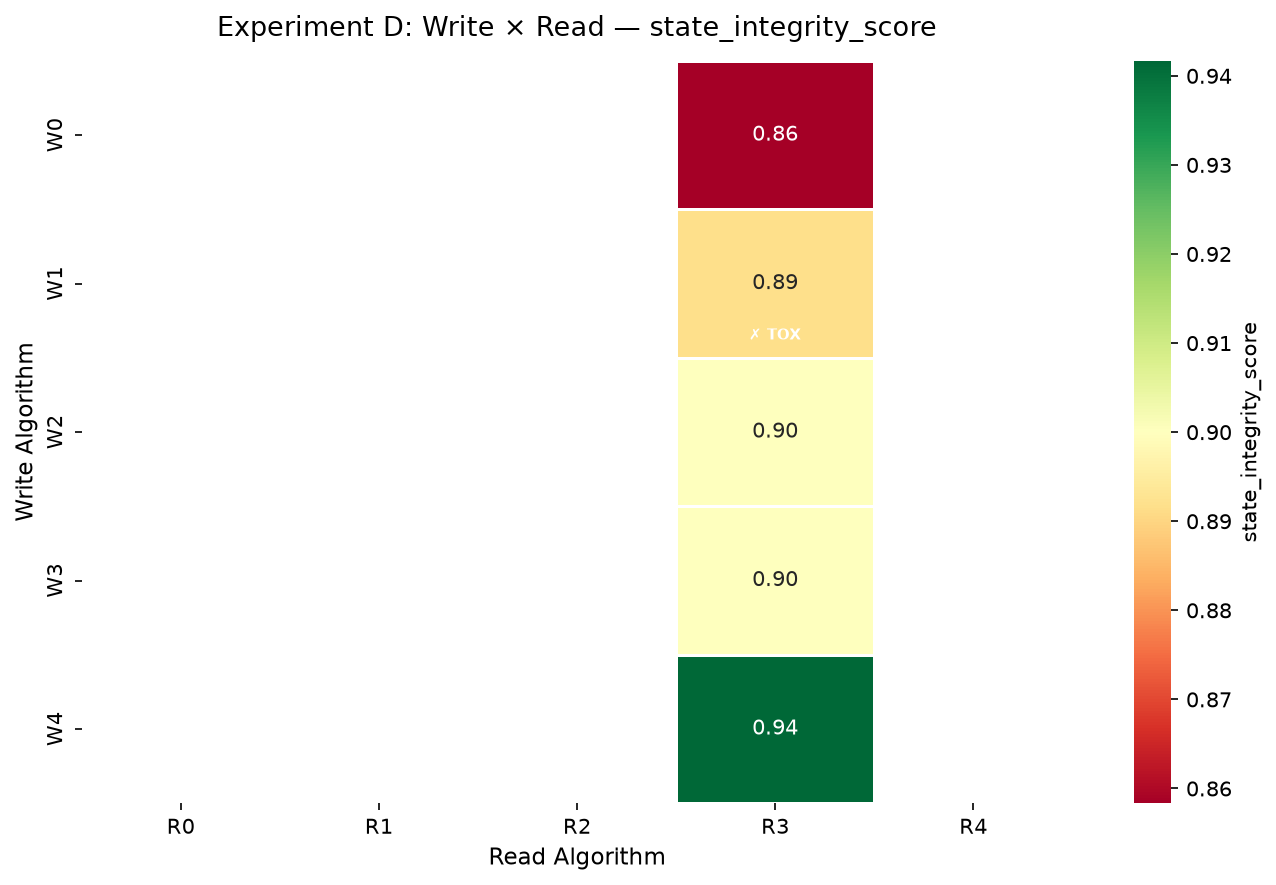 Experiment D: Write × Read — state_integrity_score
Write Algorithm
W0
W1
W2
W3
W4
0.86
0.89
✗ TOX
0.90
0.90
0.94
R0 R1 R2 R3 R4
Read Algorithm
0.94
0.93
0.92
0.91
0.90
0.89
0.88
0.87
0.86
state_integrity_score